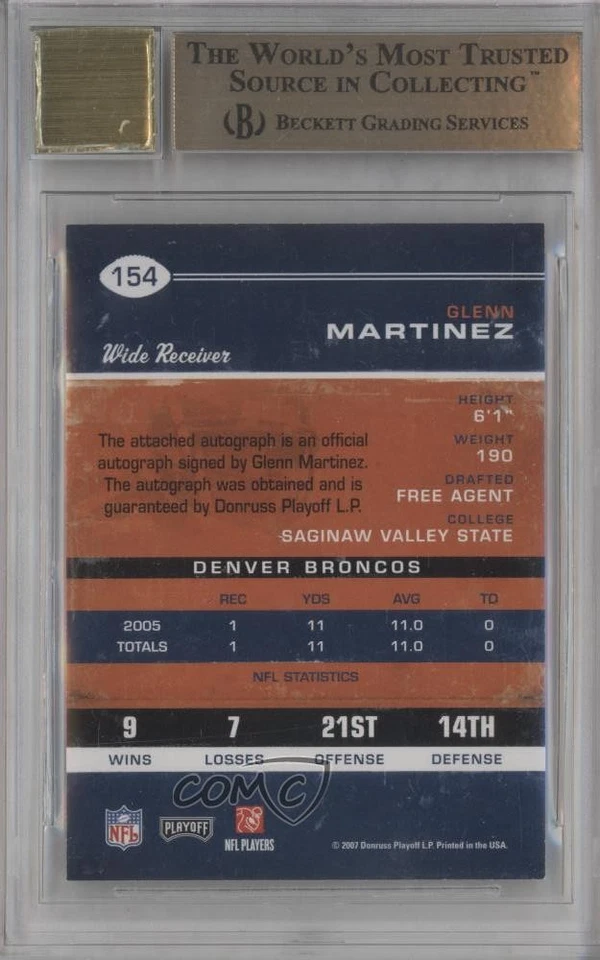 THE WORLD'S MOST TRUSTED
SOURCE IN COLLECTING™
(B) BECKETT GRADING SERVICES
154
GLENN
MARTINEZ
Wide Receiver
HEIGHT
6'1"
WEIGHT
190
DRAFTED
FREE AGENT
COLLEGE
SAGINAW VALLEY STATE
The attached autograph is an official
autograph signed by Glenn Martinez.
The autograph was obtained and is
guaranteed by Donruss Playoff L.P.
DENVER BRONCOS
REC YDS AVG TD
2005 1 11 11.0 0
TOTALS 1 11 11.0 0
NFL STATISTICS
9 7 21ST 14TH
WINS LOSSES OFFENSE DEFENSE
COMC
NFL PLAYOFF
NFL PLAYERS
© 2007 Donruss Playoff L.P. Printed in the USA.